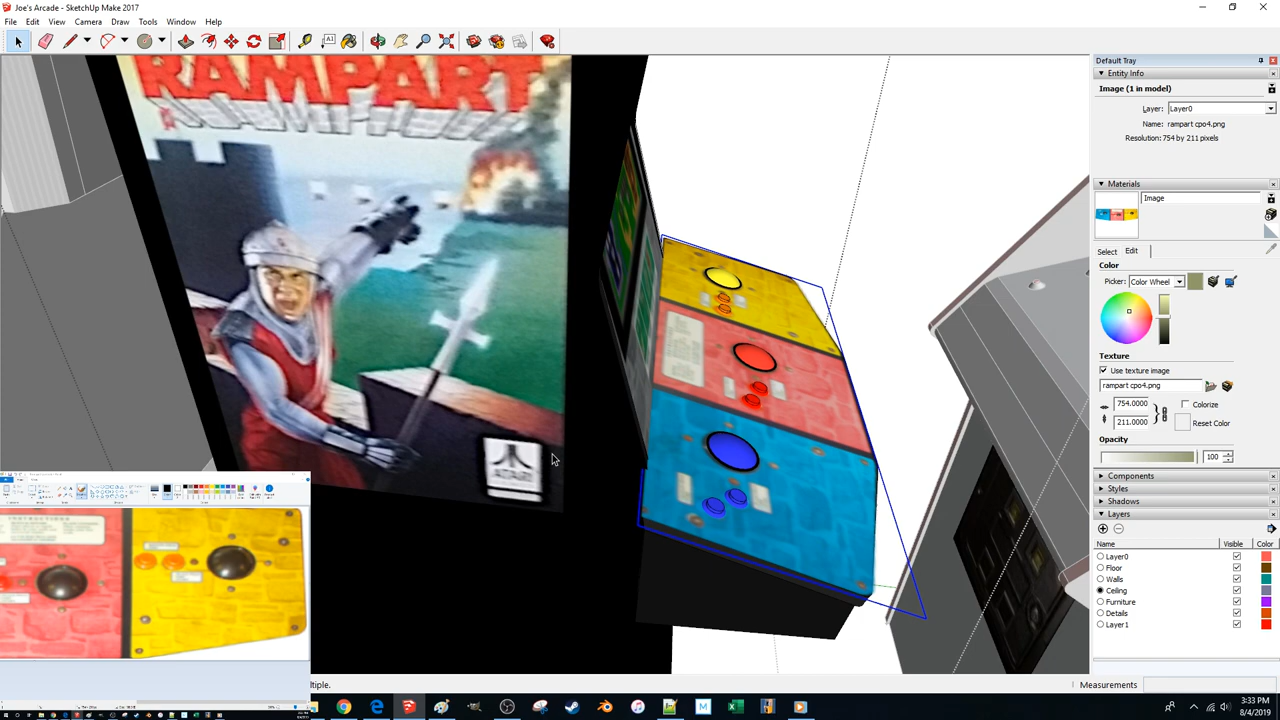 Joe's Arcade - SketchUp Make 2017
File Edit View Camera Draw Tools Window Help
Default Tray
Entity Info
Image (1 in model)
Layer: Layer0
Name: rampart cpo4.png
Resolution: 754 by 211 pixels
Materials
Image
Select Edit
Color
Picker: Color Wheel
Texture
Use texture image
rampart cpo4.png
754.0000
Colorize
211.0000
Reset Color
Opacity
100
Components
Styles
Shadows
Layers
Name Visible Color
Layer0
Floor
Walls
Ceiling
Furniture
Details
Layer1
RAMPART
ATARI
INSTRUCTIONS
ltiple.
Measurements
3:33 PM
8/4/2019